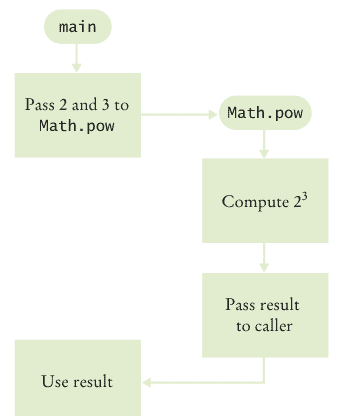 main
Pass 2 and 3 to
Math.pow
Math.pow
Compute 2³
Pass result
to caller
Use result